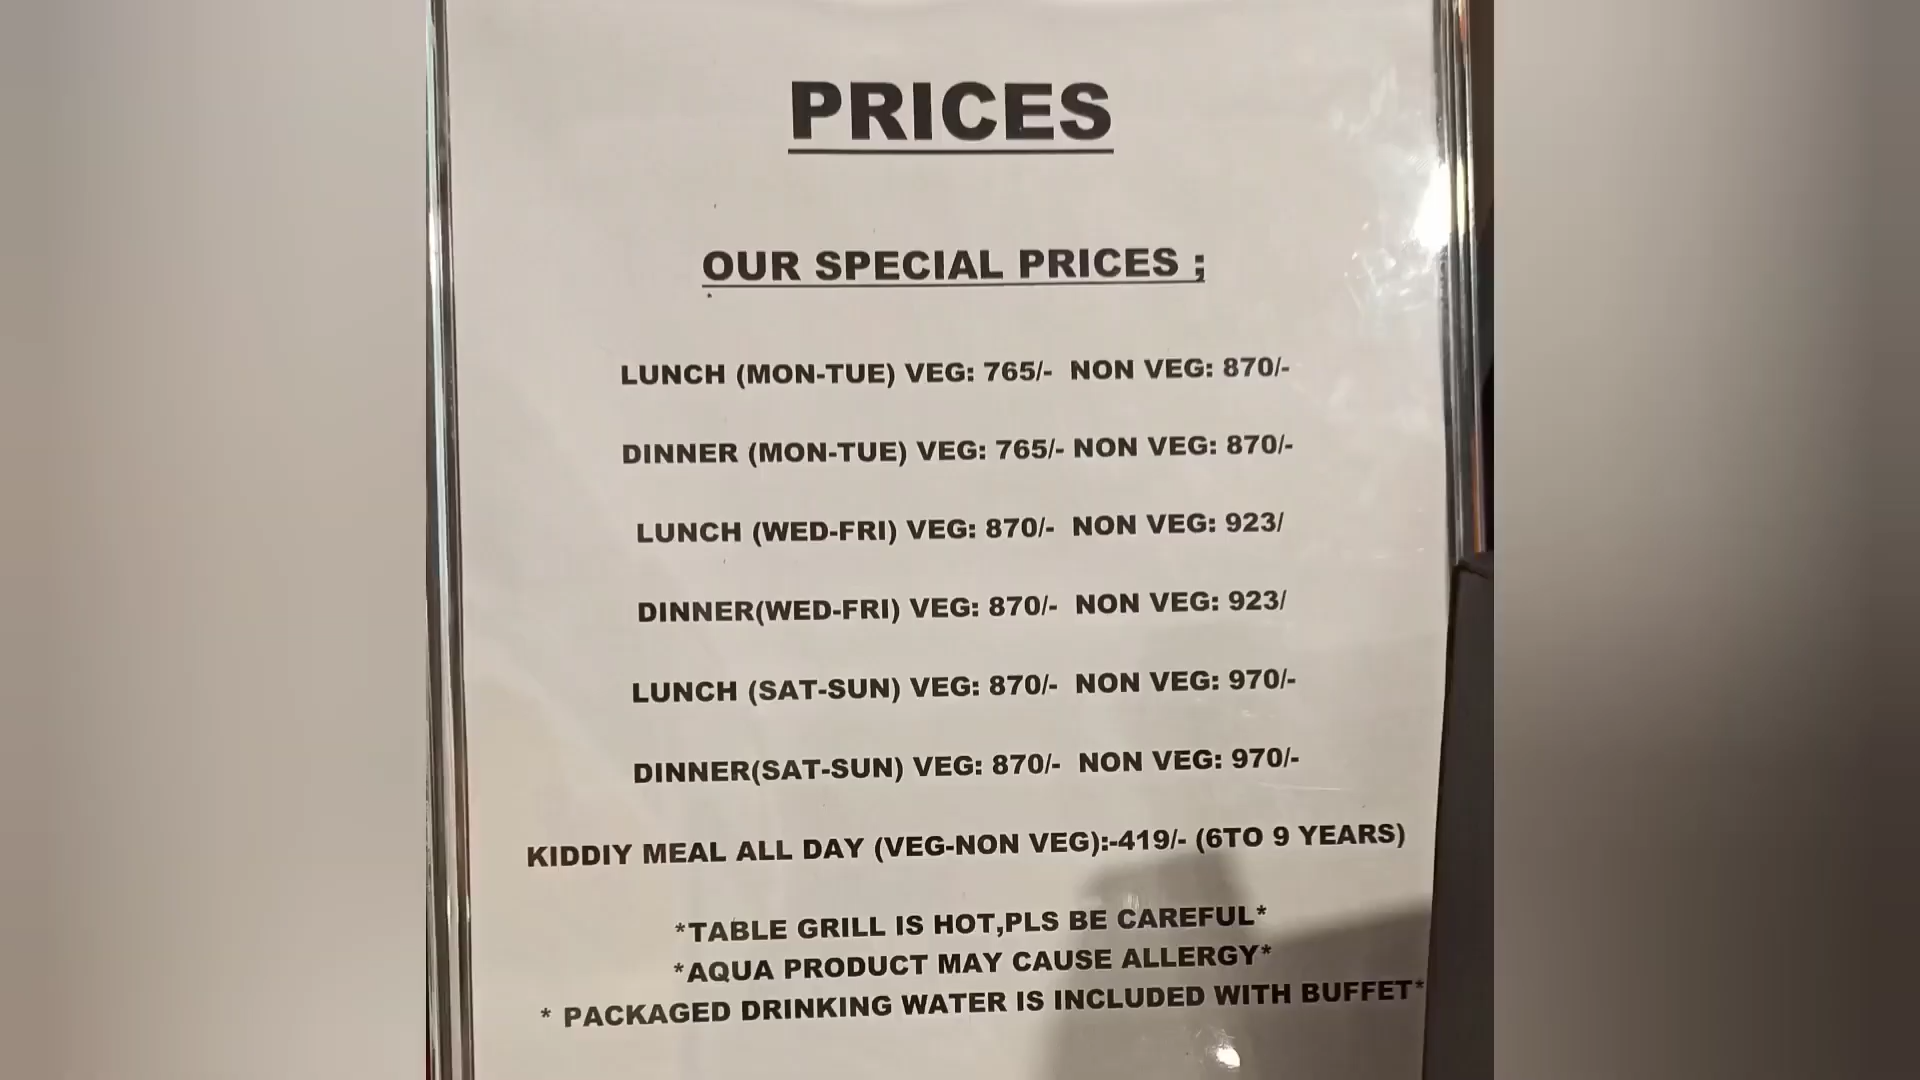 PRICES
OUR SPECIAL PRICES ;
LUNCH (MON-TUE) VEG: 765/- NON VEG: 870/-
DINNER (MON-TUE) VEG: 765/- NON VEG: 870/-
LUNCH (WED-FRI) VEG: 870/- NON VEG: 923/
DINNER(WED-FRI) VEG: 870/- NON VEG: 923/
LUNCH (SAT-SUN) VEG: 870/- NON VEG: 970/-
DINNER(SAT-SUN) VEG: 870/- NON VEG: 970/-
KIDDIY MEAL ALL DAY (VEG-NON VEG):-419/- (6TO 9 YEARS)
*TABLE GRILL IS HOT,PLS BE CAREFUL*
*AQUA PRODUCT MAY CAUSE ALLERGY*
* PACKAGED DRINKING WATER IS INCLUDED WITH BUFFET*